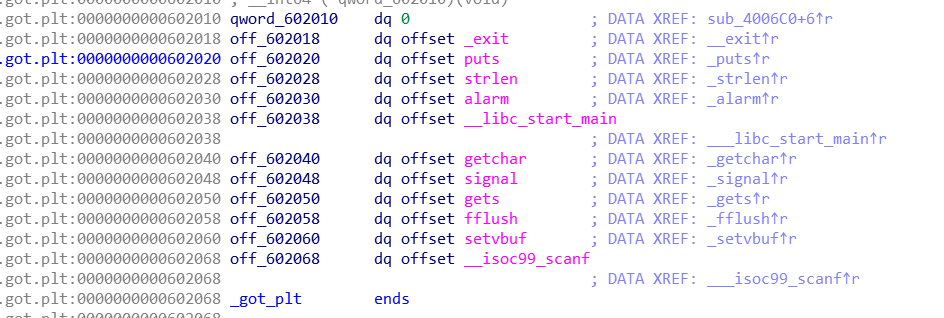 .got.plt:0000000000602010 ; __int64 (*qword_602010)(void)
.got.plt:0000000000602010 qword_602010 dq 0 ; DATA XREF: sub_4006C0+6↑r
.got.plt:0000000000602018 off_602018 dq offset _exit ; DATA XREF: __exit↑r
.got.plt:0000000000602020 off_602020 dq offset puts ; DATA XREF: _puts↑r
.got.plt:0000000000602028 off_602028 dq offset strlen ; DATA XREF: _strlen↑r
.got.plt:0000000000602030 off_602030 dq offset alarm ; DATA XREF: _alarm↑r
.got.plt:0000000000602038 off_602038 dq offset __libc_start_main
.got.plt:0000000000602038 ; DATA XREF: ___libc_start_main↑r
.got.plt:0000000000602040 off_602040 dq offset getchar ; DATA XREF: _getchar↑r
.got.plt:0000000000602048 off_602048 dq offset signal ; DATA XREF: _signal↑r
.got.plt:0000000000602050 off_602050 dq offset gets ; DATA XREF: _gets↑r
.got.plt:0000000000602058 off_602058 dq offset fflush ; DATA XREF: _fflush↑r
.got.plt:0000000000602060 off_602060 dq offset setvbuf ; DATA XREF: _setvbuf↑r
.got.plt:0000000000602068 off_602068 dq offset __isoc99_scanf
.got.plt:0000000000602068 ; DATA XREF: ___isoc99_scanf↑r
.got.plt:0000000000602068 _got_plt ends
.got.plt:0000000000602068